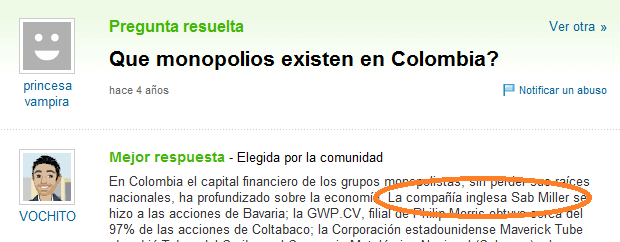 Pregunta resuelta
Ver otra »
Que monopolios existen en Colombia?
princesa
vampira
hace 4 años
Notificar un abuso
Mejor respuesta - Elegida por la comunidad
En Colombia el capital financiero de los grupos monopolistas, sin perder sus raíces
nacionales, ha profundizado sobre la economía. La compañía inglesa Sab Miller se
VOCHITO
hizo a las acciones de Bavaria; la GWP.CV, filial de Philip Morris obtuvo cerca del
97% de las acciones de Coltabaco; la Corporación estadounidense Maverick Tube